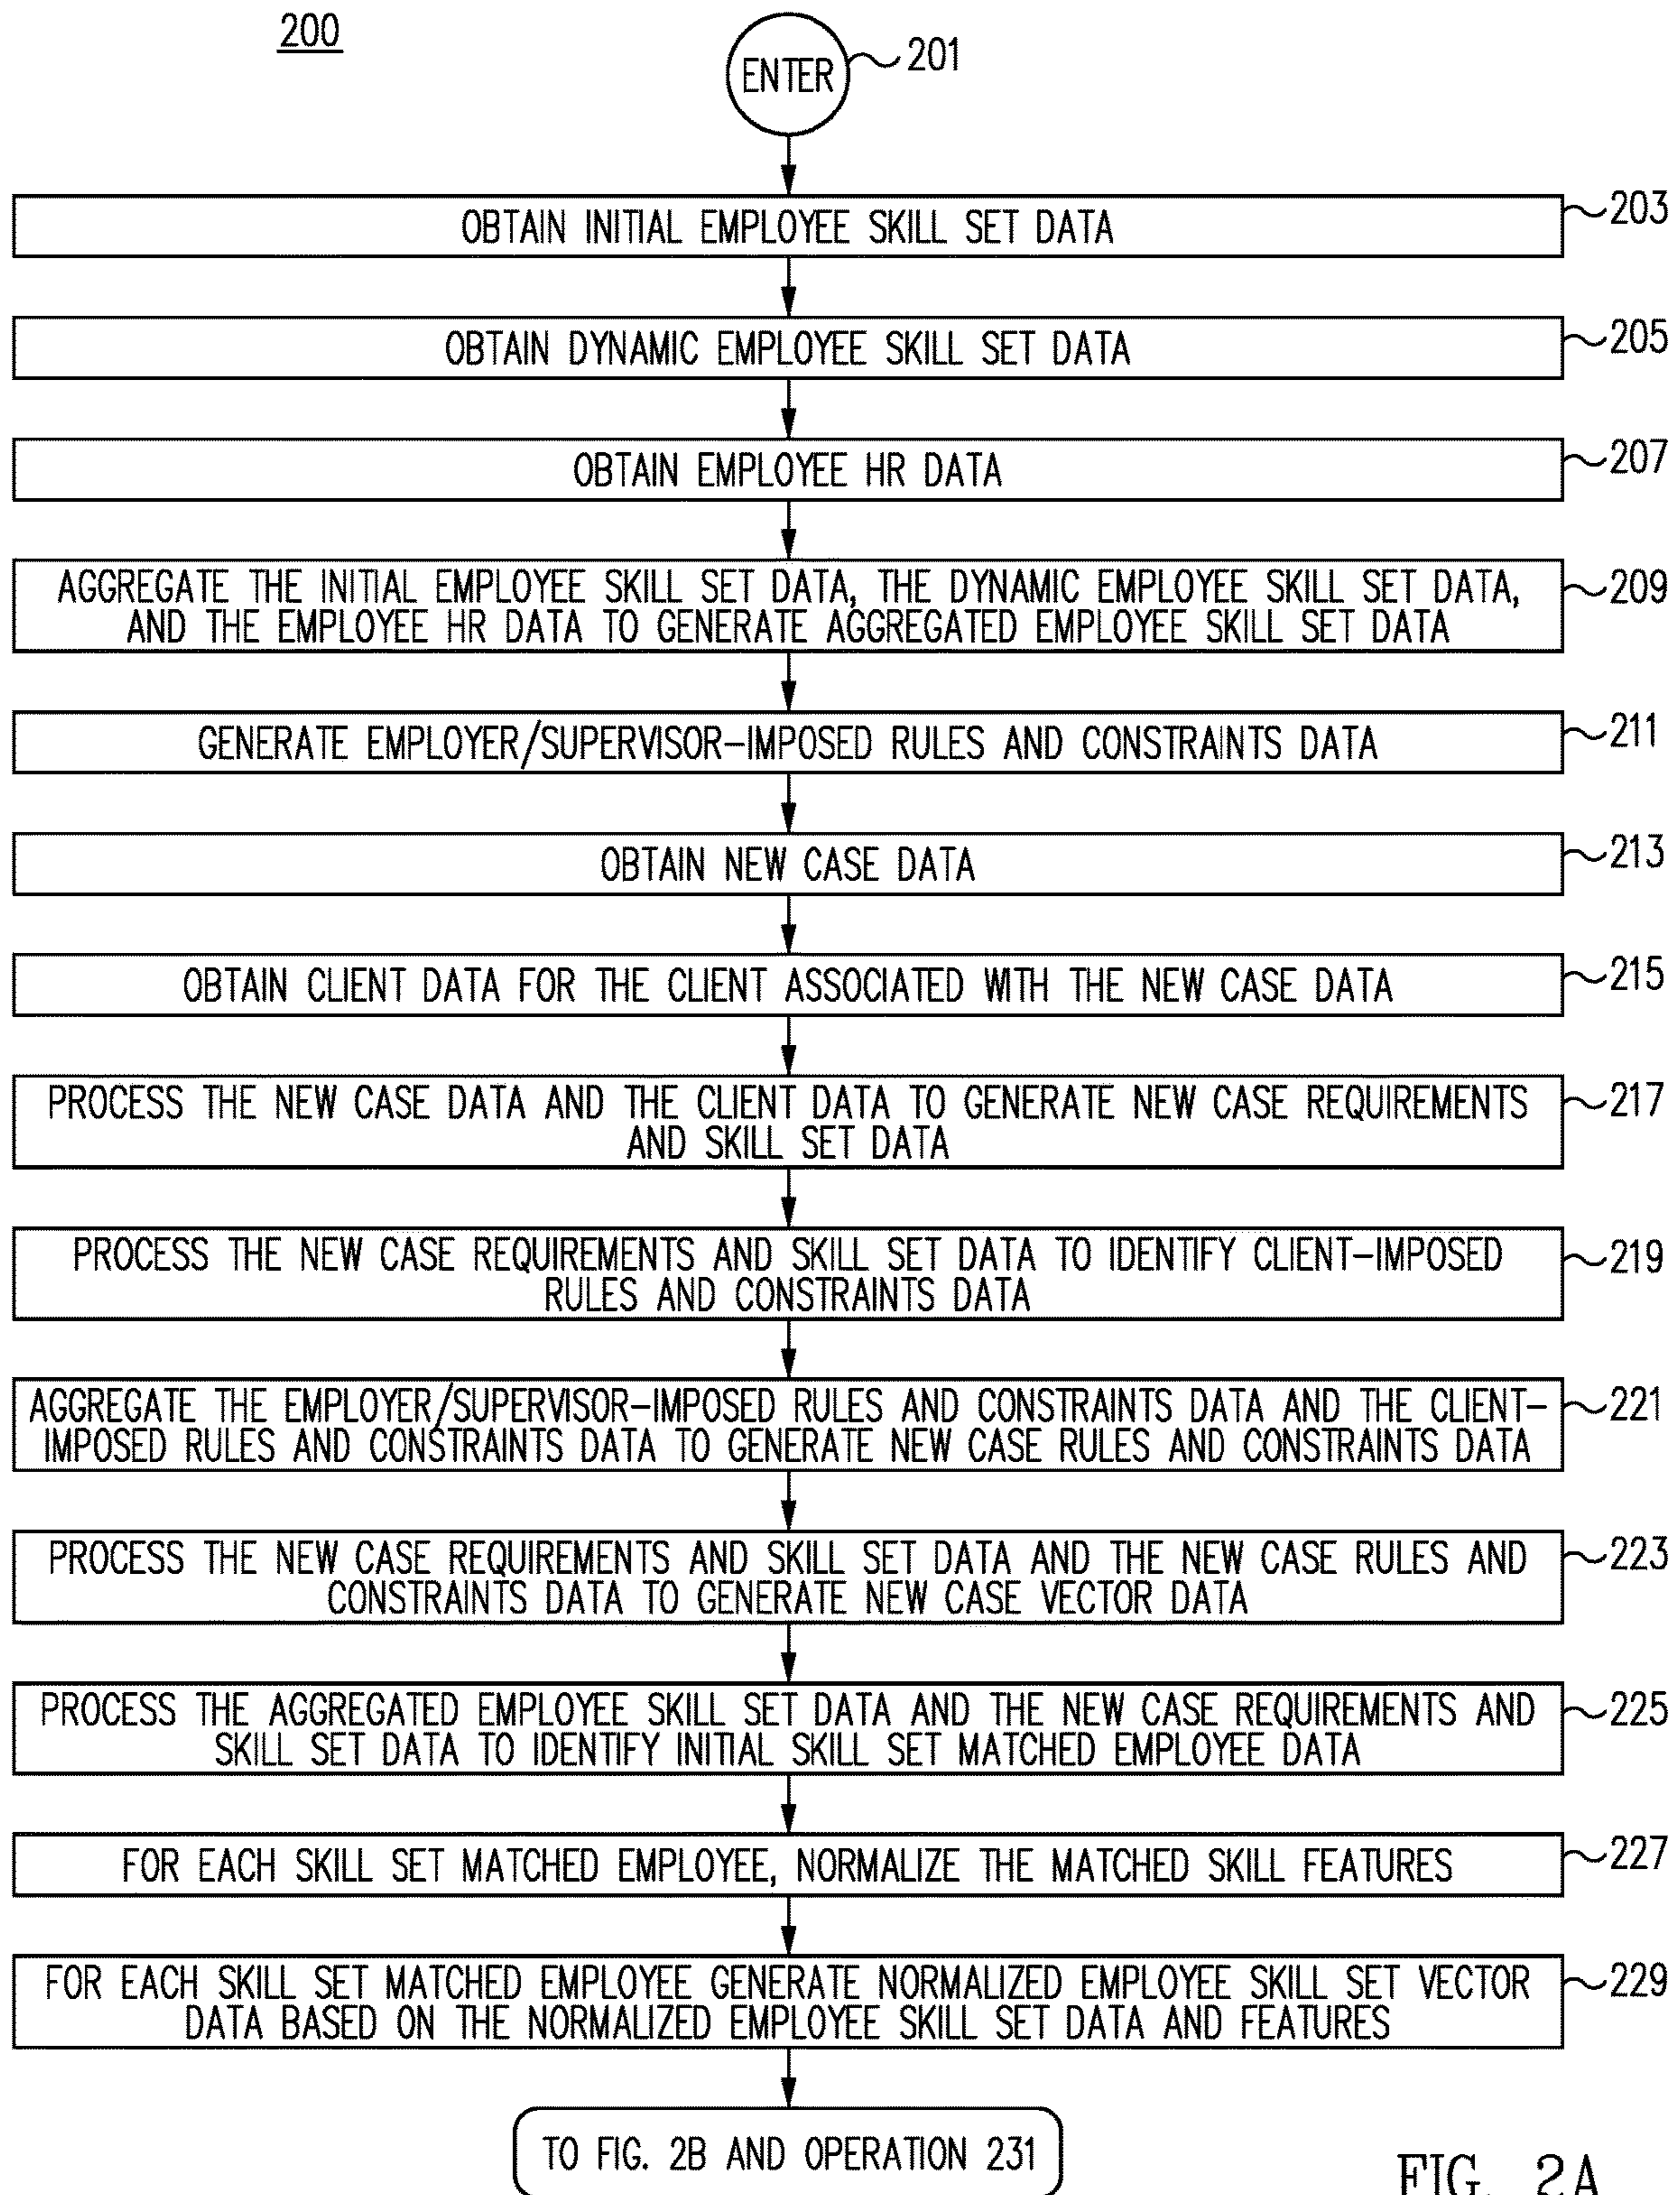 200
ENTER
201
OBTAIN INITIAL EMPLOYEE SKILL SET DATA
203
OBTAIN DYNAMIC EMPLOYEE SKILL SET DATA
205
OBTAIN EMPLOYEE HR DATA
207
AGGREGATE THE INITIAL EMPLOYEE SKILL SET DATA, THE DYNAMIC EMPLOYEE SKILL SET DATA,
AND THE EMPLOYEE HR DATA TO GENERATE AGGREGATED EMPLOYEE SKILL SET DATA
209
GENERATE EMPLOYER/SUPERVISOR-IMPOSED RULES AND CONSTRAINTS DATA
211
OBTAIN NEW CASE DATA
213
OBTAIN CLIENT DATA FOR THE CLIENT ASSOCIATED WITH THE NEW CASE DATA
215
PROCESS THE NEW CASE DATA AND THE CLIENT DATA TO GENERATE NEW CASE REQUIREMENTS
AND SKILL SET DATA
217
PROCESS THE NEW CASE REQUIREMENTS AND SKILL SET DATA TO IDENTIFY CLIENT-IMPOSED
RULES AND CONSTRAINTS DATA
219
AGGREGATE THE EMPLOYER/SUPERVISOR-IMPOSED RULES AND CONSTRAINTS DATA AND THE CLIENT-
IMPOSED RULES AND CONSTRAINTS DATA TO GENERATE NEW CASE RULES AND CONSTRAINTS DATA
221
PROCESS THE NEW CASE REQUIREMENTS AND SKILL SET DATA AND THE NEW CASE RULES AND
CONSTRAINTS DATA TO GENERATE NEW CASE VECTOR DATA
223
PROCESS THE AGGREGATED EMPLOYEE SKILL SET DATA AND THE NEW CASE REQUIREMENTS AND
SKILL SET DATA TO IDENTIFY INITIAL SKILL SET MATCHED EMPLOYEE DATA
225
FOR EACH SKILL SET MATCHED EMPLOYEE, NORMALIZE THE MATCHED SKILL FEATURES
227
FOR EACH SKILL SET MATCHED EMPLOYEE GENERATE NORMALIZED EMPLOYEE SKILL SET VECTOR
DATA BASED ON THE NORMALIZED EMPLOYEE SKILL SET DATA AND FEATURES
229
TO FIG. 2B AND OPERATION 231
FIG. 2A